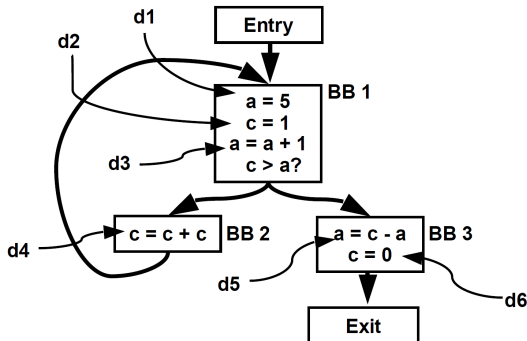 d1
Entry
d2
BB 1
a = 5
c = 1
a = a + 1
d3
c > a?
d4
c = c + c
BB 2
a = c - a
BB 3
c = 0
d5
d6
Exit